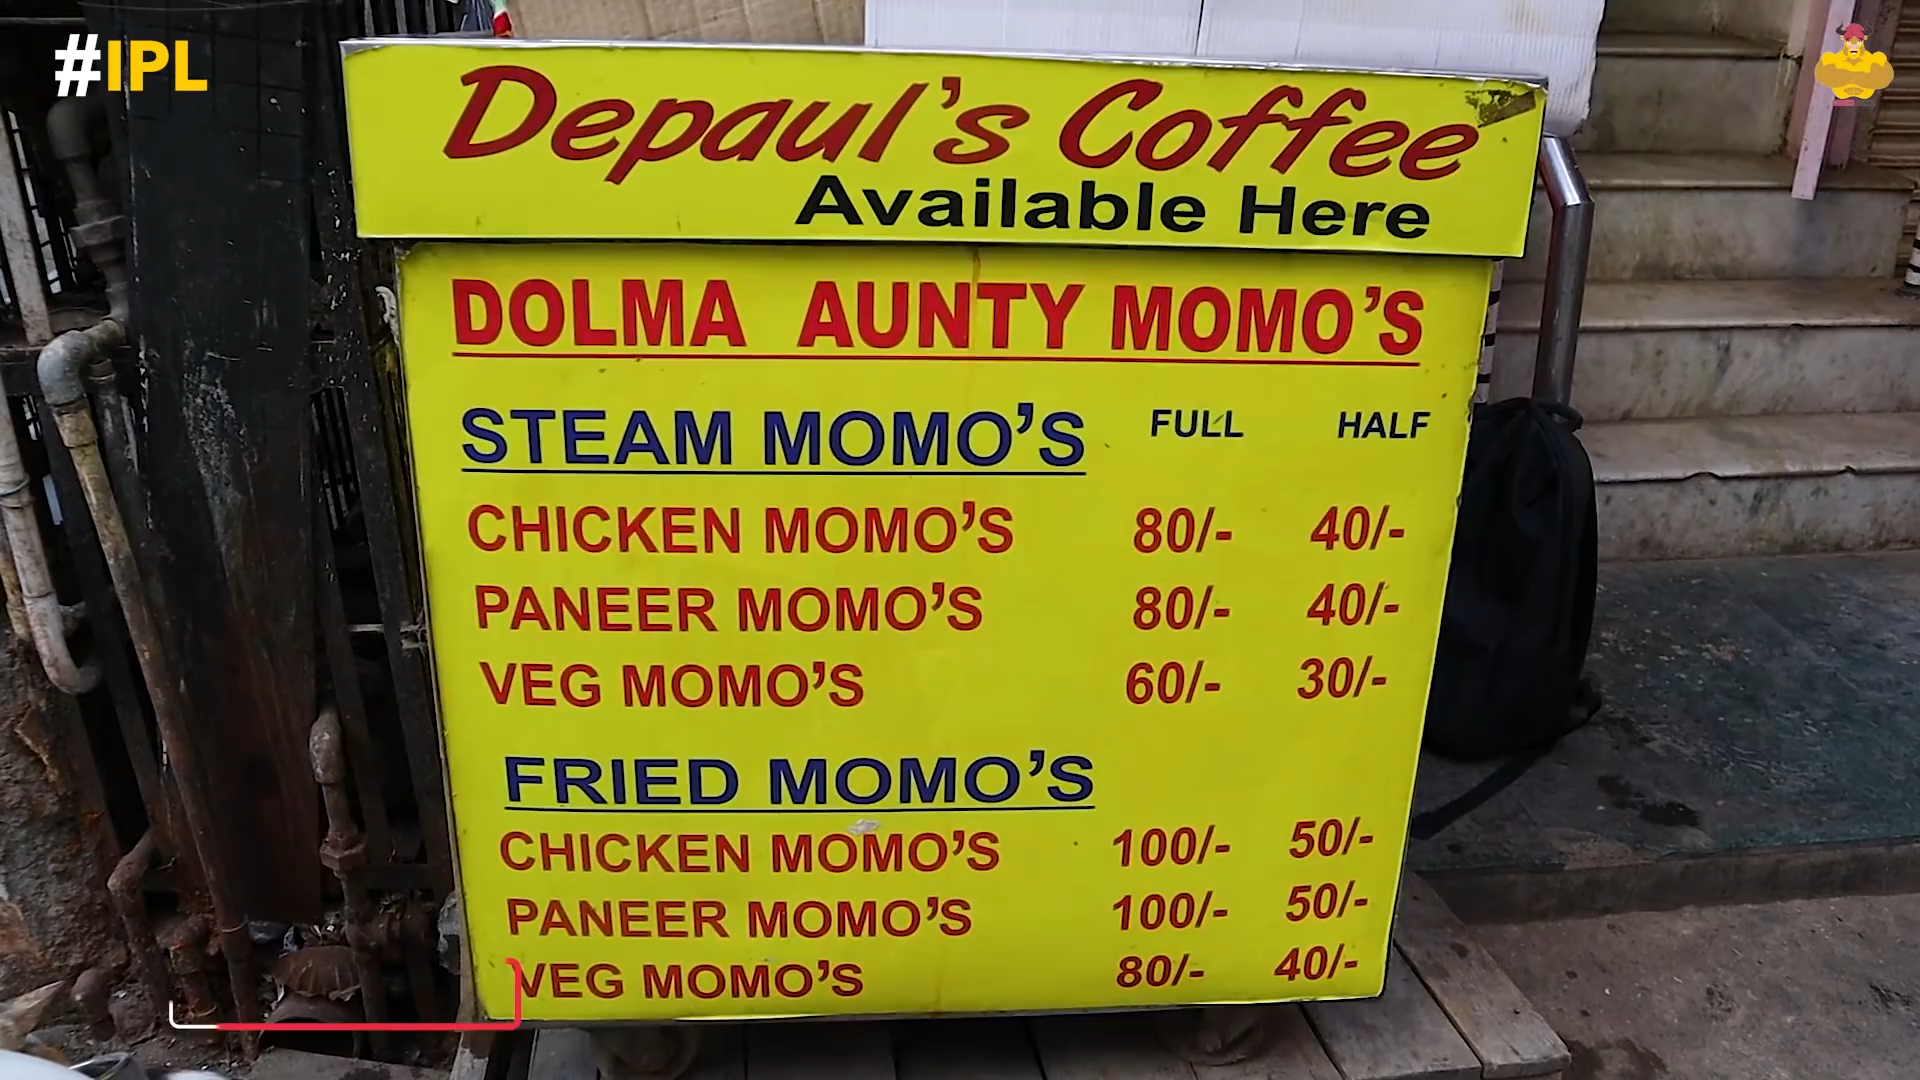 #IPL
Depaul's Coffee
Available Here
DOLMA AUNTY MOMO'S
STEAM MOMO'S FULL HALF
CHICKEN MOMO'S 80/- 40/-
PANEER MOMO'S 80/- 40/-
VEG MOMO'S 60/- 30/-
FRIED MOMO'S
CHICKEN MOMO'S 100/- 50/-
PANEER MOMO'S 100/- 50/-
VEG MOMO'S 80/- 40/-